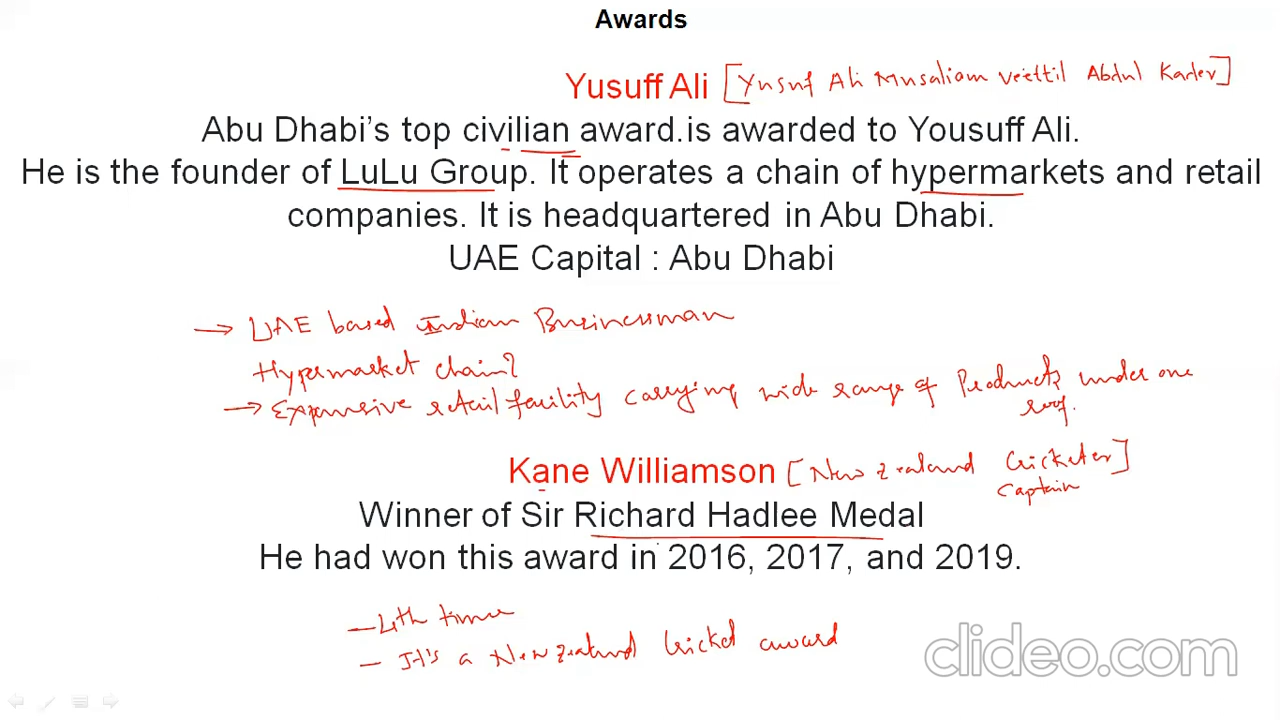 Awards
Yusuff Ali [Yusuf Ali Musaliam veettil Abdul Kader]
Abu Dhabi's top civilian award.is awarded to Yousuff Ali.
He is the founder of LuLu Group. It operates a chain of hypermarkets and retail
companies. It is headquartered in Abu Dhabi.
UAE Capital : Abu Dhabi
→ UAE based Indian Businessman
Hypermarket chain?
→ Expansive retail facility carrying wide range of Products under one
roof.
Kane Williamson [New zealand Cricketer]
Captain
Winner of Sir Richard Hadlee Medal
He had won this award in 2016, 2017, and 2019.
- 4th time
- It's a New zealand Cricket award
clideo.com